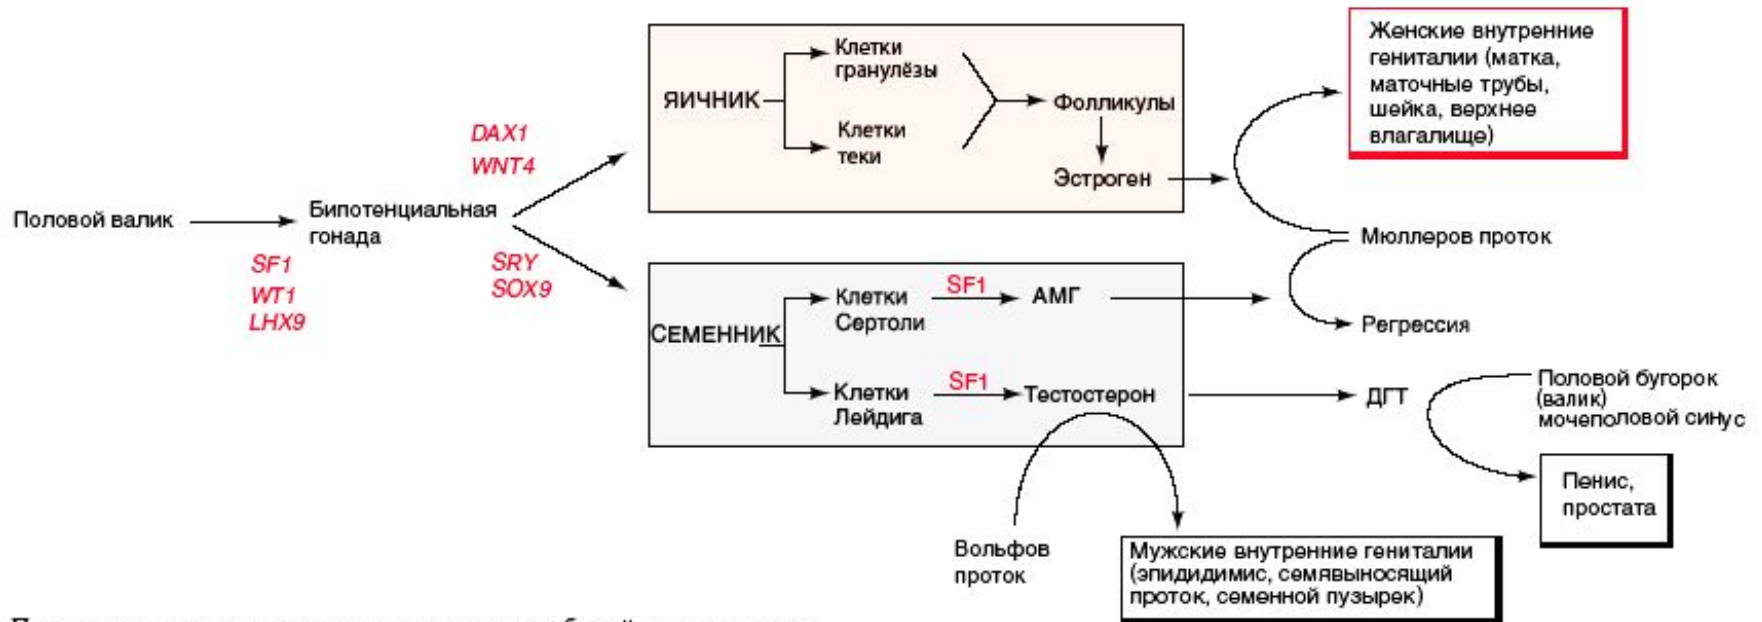 Половой валик
SF1
WT1
LHX9
Бипотенциальная
гонада
DAX1
WNT4
SRY
SOX9
ЯИЧНИК
Клетки
гранулёзы
Клетки
теки
Фолликулы
Эстроген
Женские внутренние
гениталии (матка,
маточные трубы,
шейка, верхнее
влагалище)
Мюллеров проток
Регрессия
СЕМЕННИК
Клетки
Сертоли
SF1
АМГ
Клетки
Лейдига
SF1
Тестостерон
ДГТ
Половой бугорок
(валик)
мочеполовой синус
Пенис,
простата
Вольфов
проток
Мужские внутренние гениталии
(эпидидимис, семявыносящий
проток, семенной пузырек)